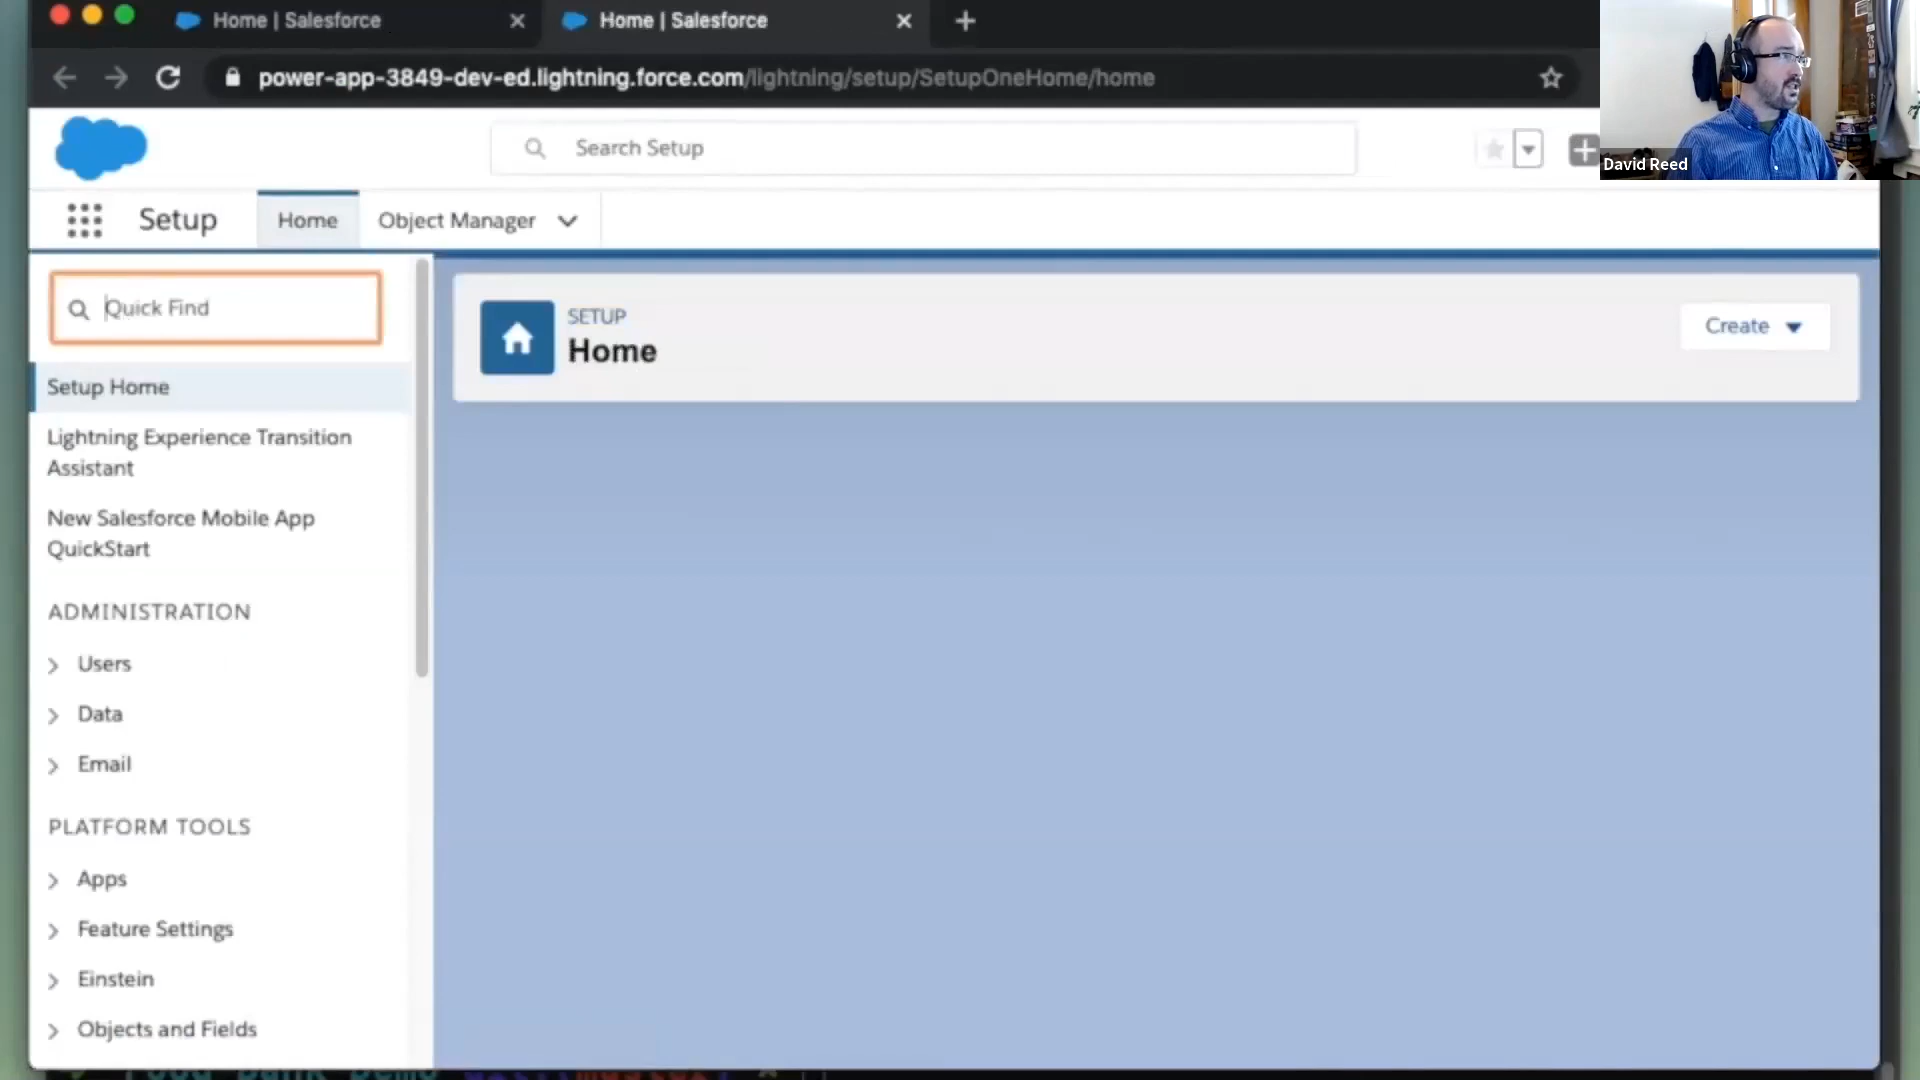 Home | Salesforce
Home | Salesforce
power-app-3849-dev-ed.lightning.force.com/lightning/setup/SetupOneHome/home
David Reed
Search Setup
Setup
Home
Object Manager
Quick Find
Setup Home
Lightning Experience Transition
Assistant
New Salesforce Mobile App
QuickStart
ADMINISTRATION
Users
Data
Email
PLATFORM TOOLS
Apps
Feature Settings
Einstein
Objects and Fields
SETUP
Home
Create